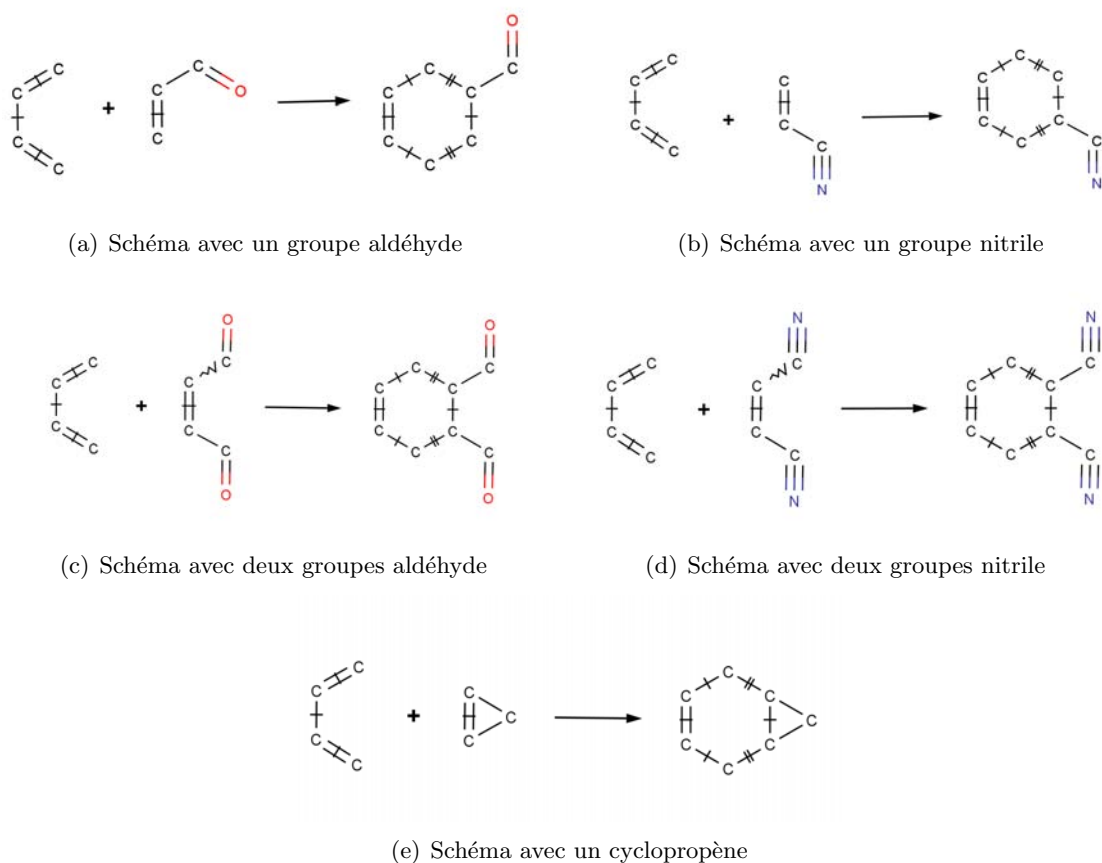 (a) Schéma avec un groupe aldéhyde
(b) Schéma avec un groupe nitrile
(c) Schéma avec deux groupes aldéhyde
(d) Schéma avec deux groupes nitrile
(e) Schéma avec un cyclopropène